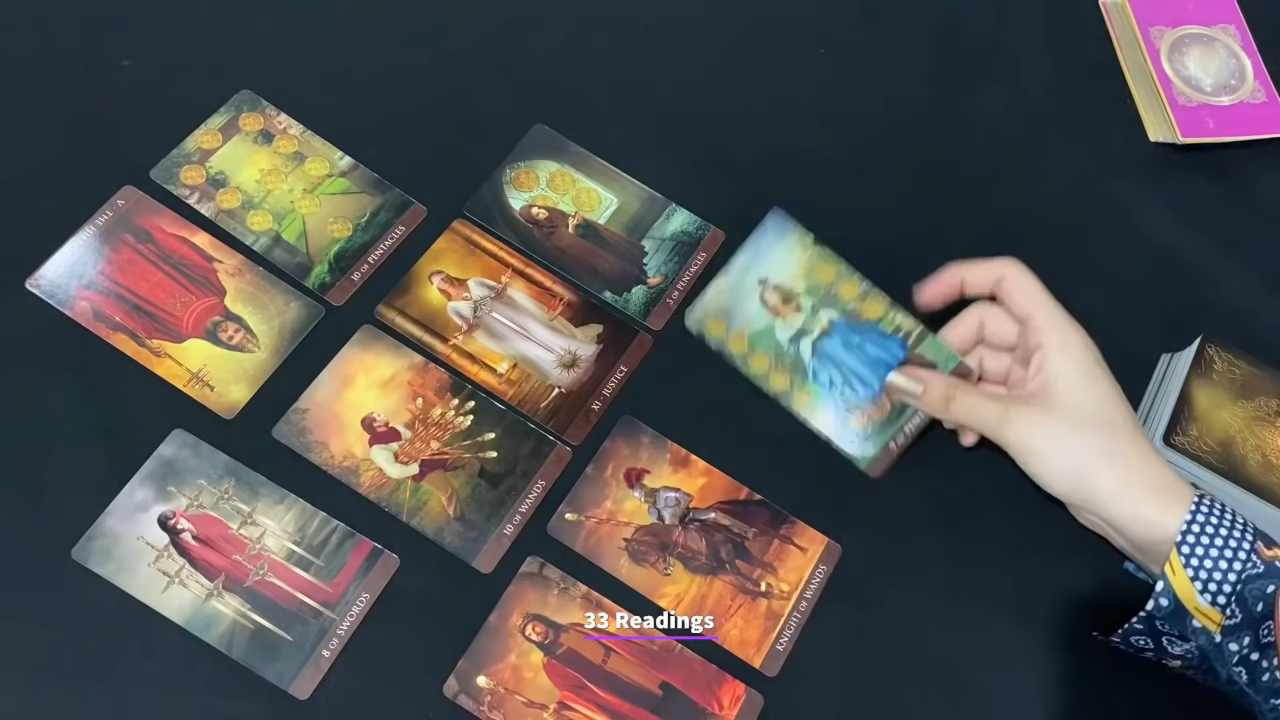 10 OF PENTACLES
5 OF PENTACLES
XI - JUSTICE
10 OF WANDS
KNIGHT OF WANDS
8 OF SWORDS
33 Readings